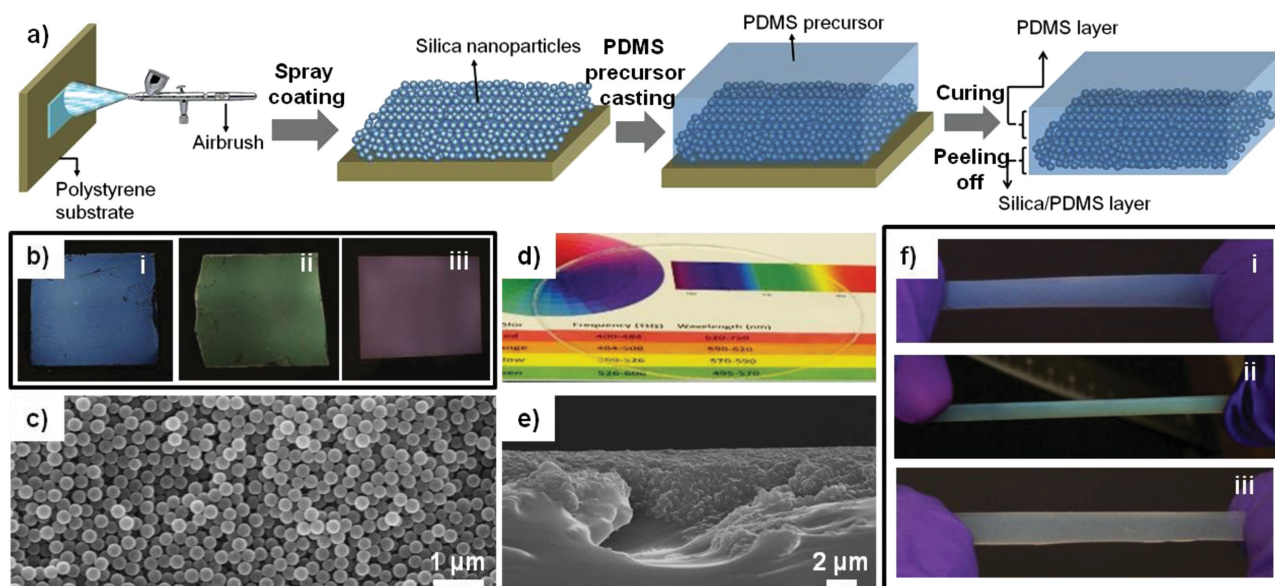 a)
Spray
coating
Airbrush
Polystyrene
substrate
Silica nanoparticles
PDMS
precursor
casting
PDMS precursor
PDMS layer
Curing
Peeling
off
Silica/PDMS layer
b)
i
ii
iii
c)
1 µm
d)
Frequency (THz) Wavelength (nm)
400-484
484-508 590-620
570-590
526-606 495-570
e)
2 µm
f)
i
ii
iii